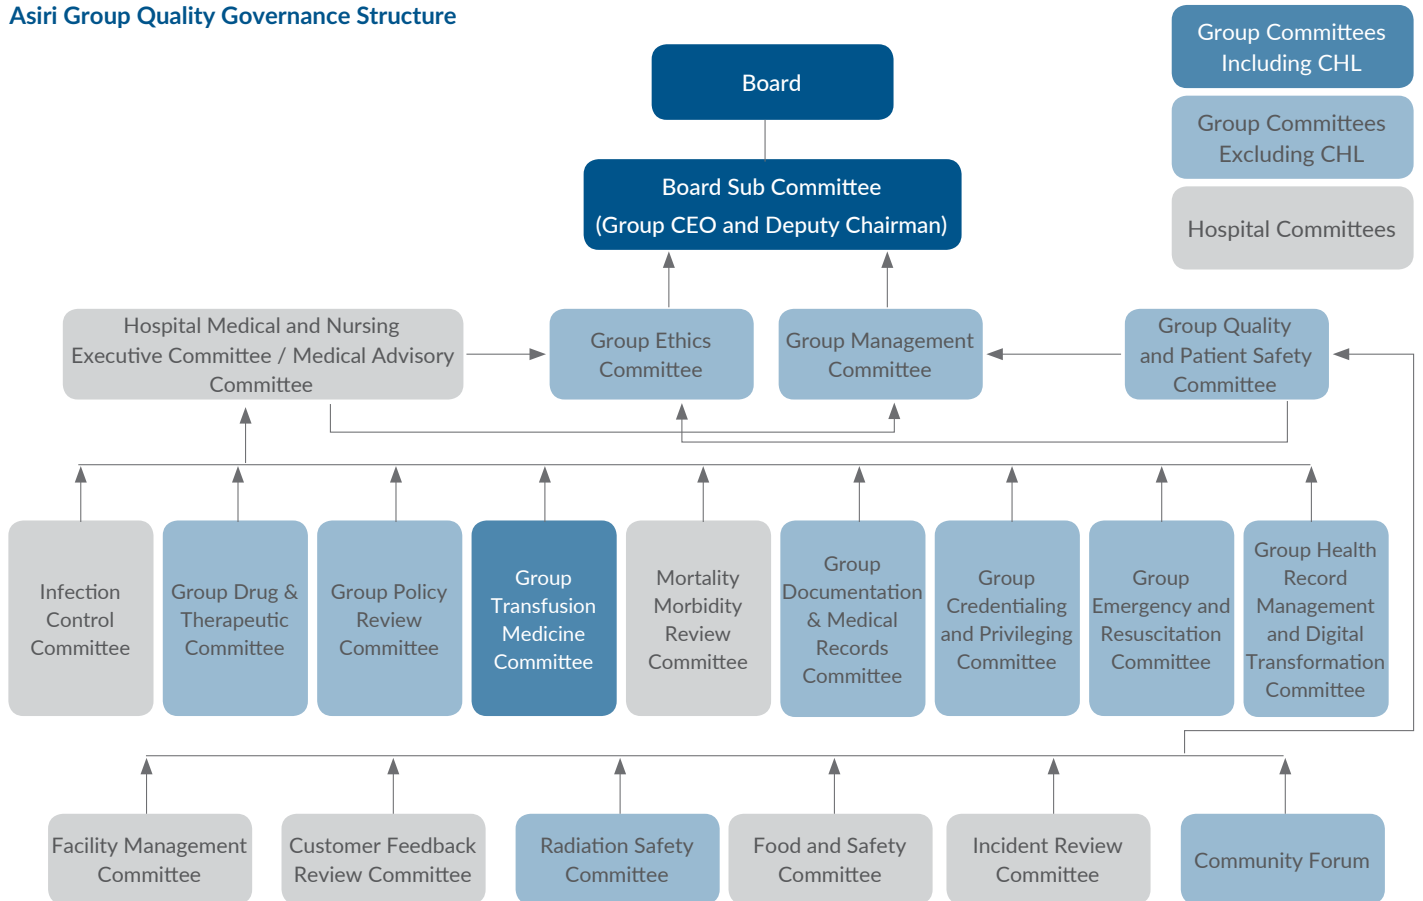 Asiri Group Quality Governance Structure
Group Committees
Including CHL
Group Committees
Excluding CHL
Hospital Committees
Board
Board Sub Committee
(Group CEO and Deputy Chairman)
Hospital Medical and Nursing
Executive Committee / Medical Advisory
Committee
Group Ethics
Committee
Group Management
Committee
Group Quality
and Patient Safety
Committee
Infection
Control
Committee
Group Drug &
Therapeutic
Committee
Group Policy
Review
Committee
Group
Transfusion
Medicine
Committee
Mortality
Morbidity
Review
Committee
Group
Documentation
& Medical
Records
Committee
Group
Credentialing
and Privileging
Committee
Group
Emergency and
Resuscitation
Committee
Group Health
Record
Management
and Digital
Transformation
Committee
Facility Management
Committee
Customer Feedback
Review Committee
Radiation Safety
Committee
Food and Safety
Committee
Incident Review
Committee
Community Forum